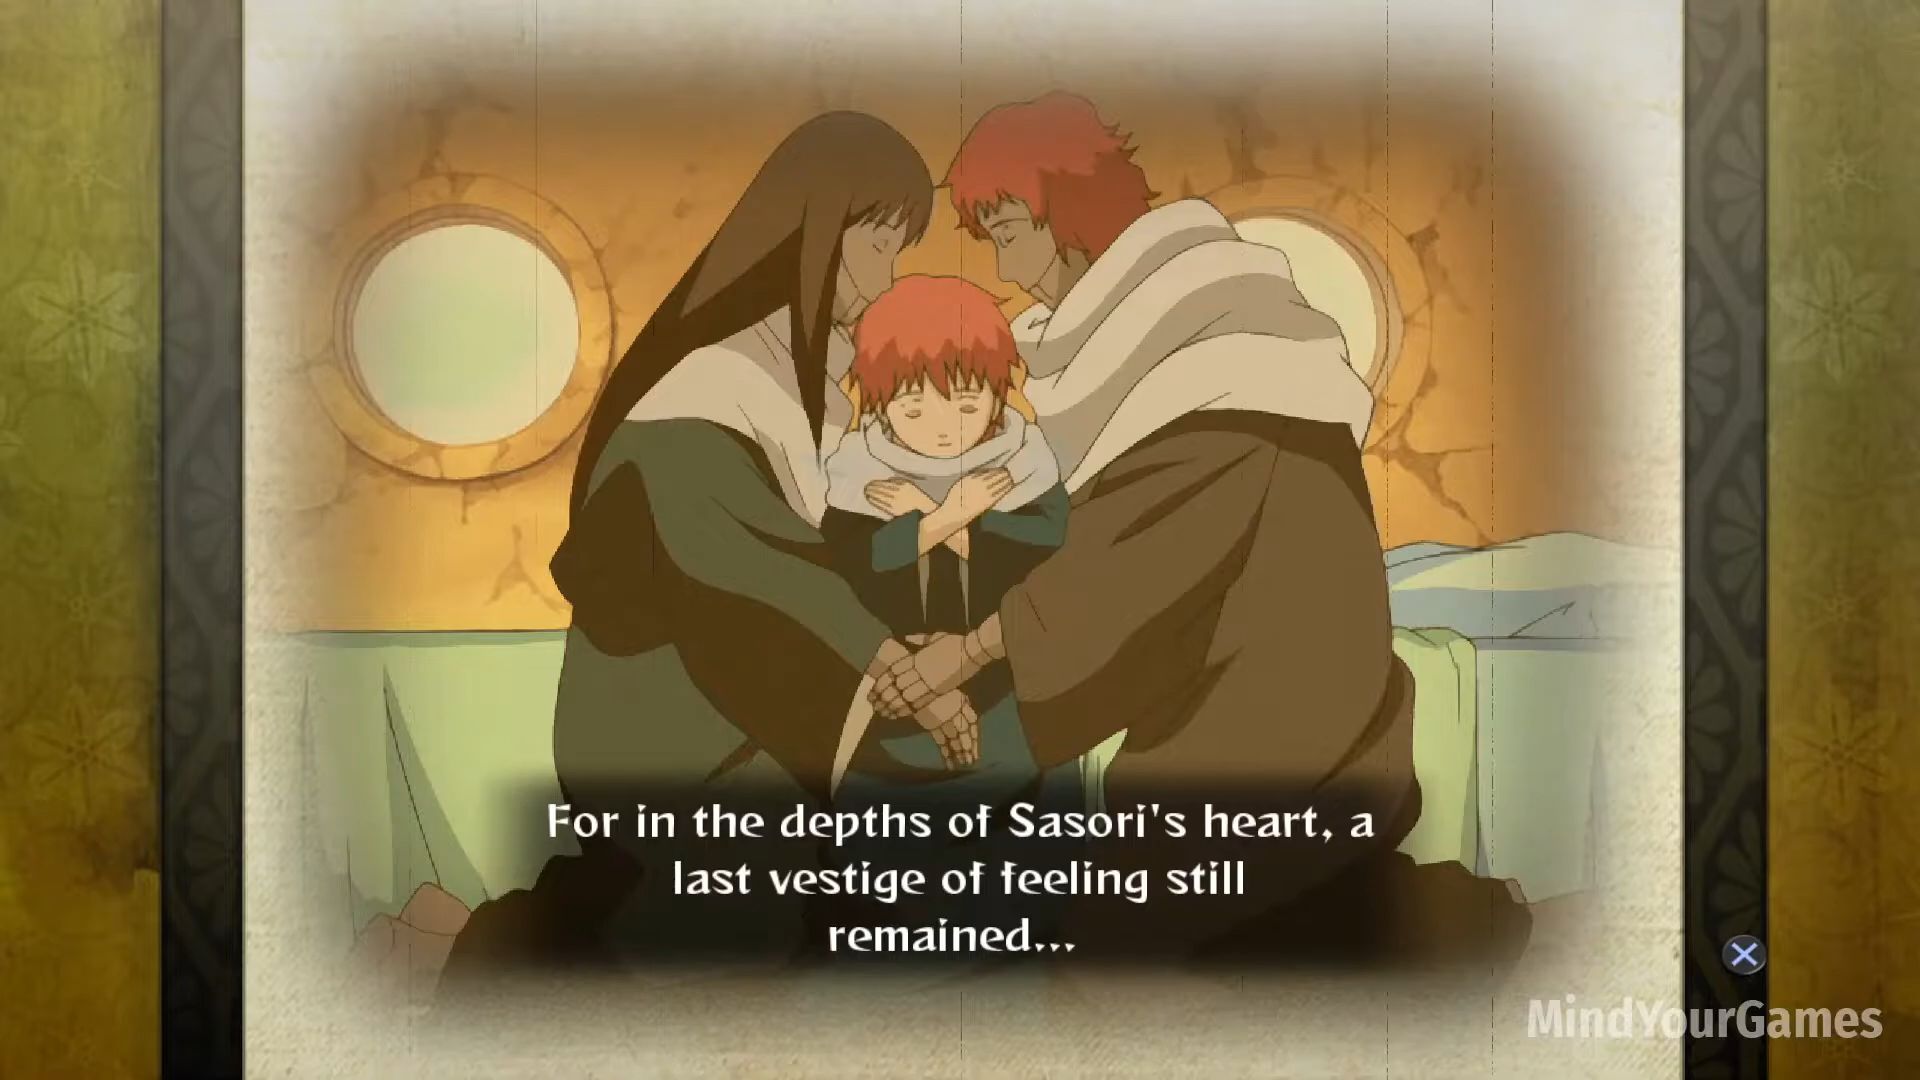 For in the depths of Sasori's heart, a
last vestige of feeling still
remained...
MindYourGames